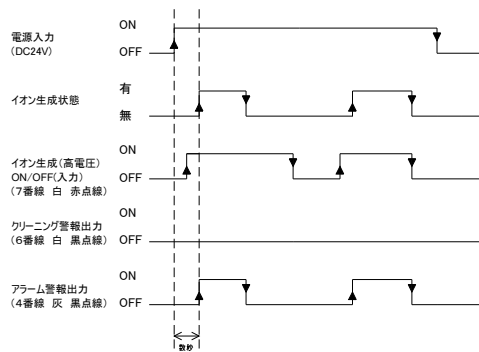 電源入力
(DC24V)
ON
OFF
イオン生成状態
有
無
イオン生成(高電圧)
ON/OFF(入力)
(7番線 白 赤点線)
ON
OFF
クリーニング警報出力
(6番線 白 黒点線)
ON
OFF
アラーム警報出力
(4番線 灰 黒点線)
ON
OFF
数秒